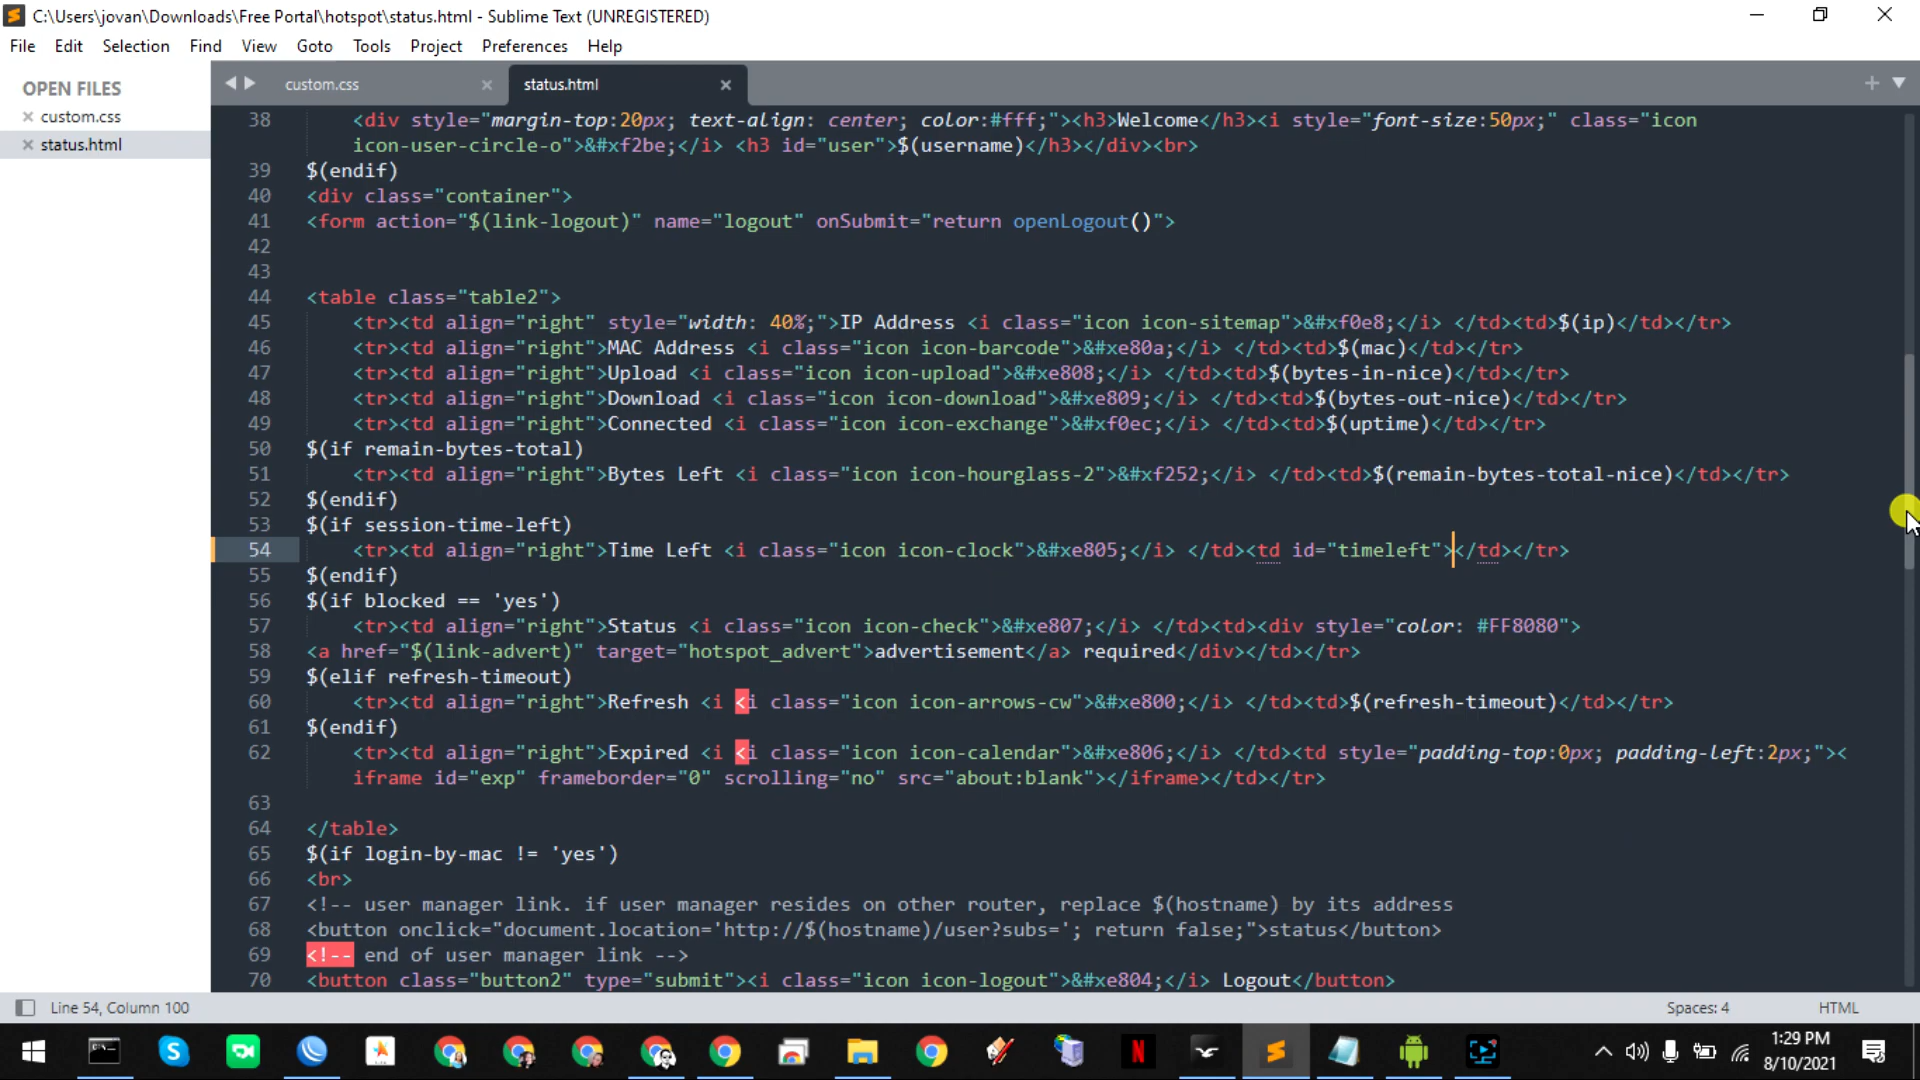 C:\Users\jovan\Downloads\Free Portal\hotspot\status.html - Sublime Text (UNREGISTERED)
File Edit Selection Find View Goto Tools Project Preferences Help
OPEN FILES
custom.css
status.html
custom.css
status.html
38 <div style="margin-top:20px; text-align: center; color:#fff;"><h3>Welcome</h3><i style="font-size:50px;" class="icon
icon-user-circle-o">&#xf2be;</i> <h3 id="user">$(username)</h3></div><br>
39 $(endif)
40 <div class="container">
41 <form action="$(link-logout)" name="logout" onSubmit="return openLogout()">
42
43
44 <table class="table2">
45 <tr><td align="right" style="width: 40%;">IP Address <i class="icon icon-sitemap">&#xf0e8;</i> </td><td>$(ip)</td></tr>
46 <tr><td align="right">MAC Address <i class="icon icon-barcode">&#xe80a;</i> </td><td>$(mac)</td></tr>
47 <tr><td align="right">Upload <i class="icon icon-upload">&#xe808;</i> </td><td>$(bytes-in-nice)</td></tr>
48 <tr><td align="right">Download <i class="icon icon-download">&#xe809;</i> </td><td>$(bytes-out-nice)</td></tr>
49 <tr><td align="right">Connected <i class="icon icon-exchange">&#xf0ec;</i> </td><td>$(uptime)</td></tr>
50 $(if remain-bytes-total)
51 <tr><td align="right">Bytes Left <i class="icon icon-hourglass-2">&#xf252;</i> </td><td>$(remain-bytes-total-nice)</td></tr>
52 $(endif)
53 $(if session-time-left)
54 <tr><td align="right">Time Left <i class="icon icon-clock">&#xe805;</i> </td><td id="timeleft"></td></tr>
55 $(endif)
56 $(if blocked == 'yes')
57 <tr><td align="right">Status <i class="icon icon-check">&#xe807;</i> </td><td><div style="color: #FF8080">
58 <a href="$(link-advert)" target="hotspot_advert">advertisement</a> required</div></td></tr>
59 $(elif refresh-timeout)
60 <tr><td align="right">Refresh <i <i class="icon icon-arrows-cw">&#xe800;</i> </td><td>$(refresh-timeout)</td></tr>
61 $(endif)
62 <tr><td align="right">Expired <i <i class="icon icon-calendar">&#xe806;</i> </td><td style="padding-top:0px; padding-left:2px;"><
iframe id="exp" frameborder="0" scrolling="no" src="about:blank"></iframe></td></tr>
63
64 </table>
65 $(if login-by-mac != 'yes')
66 <br>
67 <!-- user manager link. if user manager resides on other router, replace $(hostname) by its address
68 <button onclick="document.location='http://$(hostname)/user?subs='; return false;">status</button>
69 <!-- end of user manager link -->
70 <button class="button2" type="submit"><i class="icon icon-logout">&#xe804;</i> Logout</button>
Line 54, Column 100
Spaces: 4
HTML
1:29 PM
8/10/2021